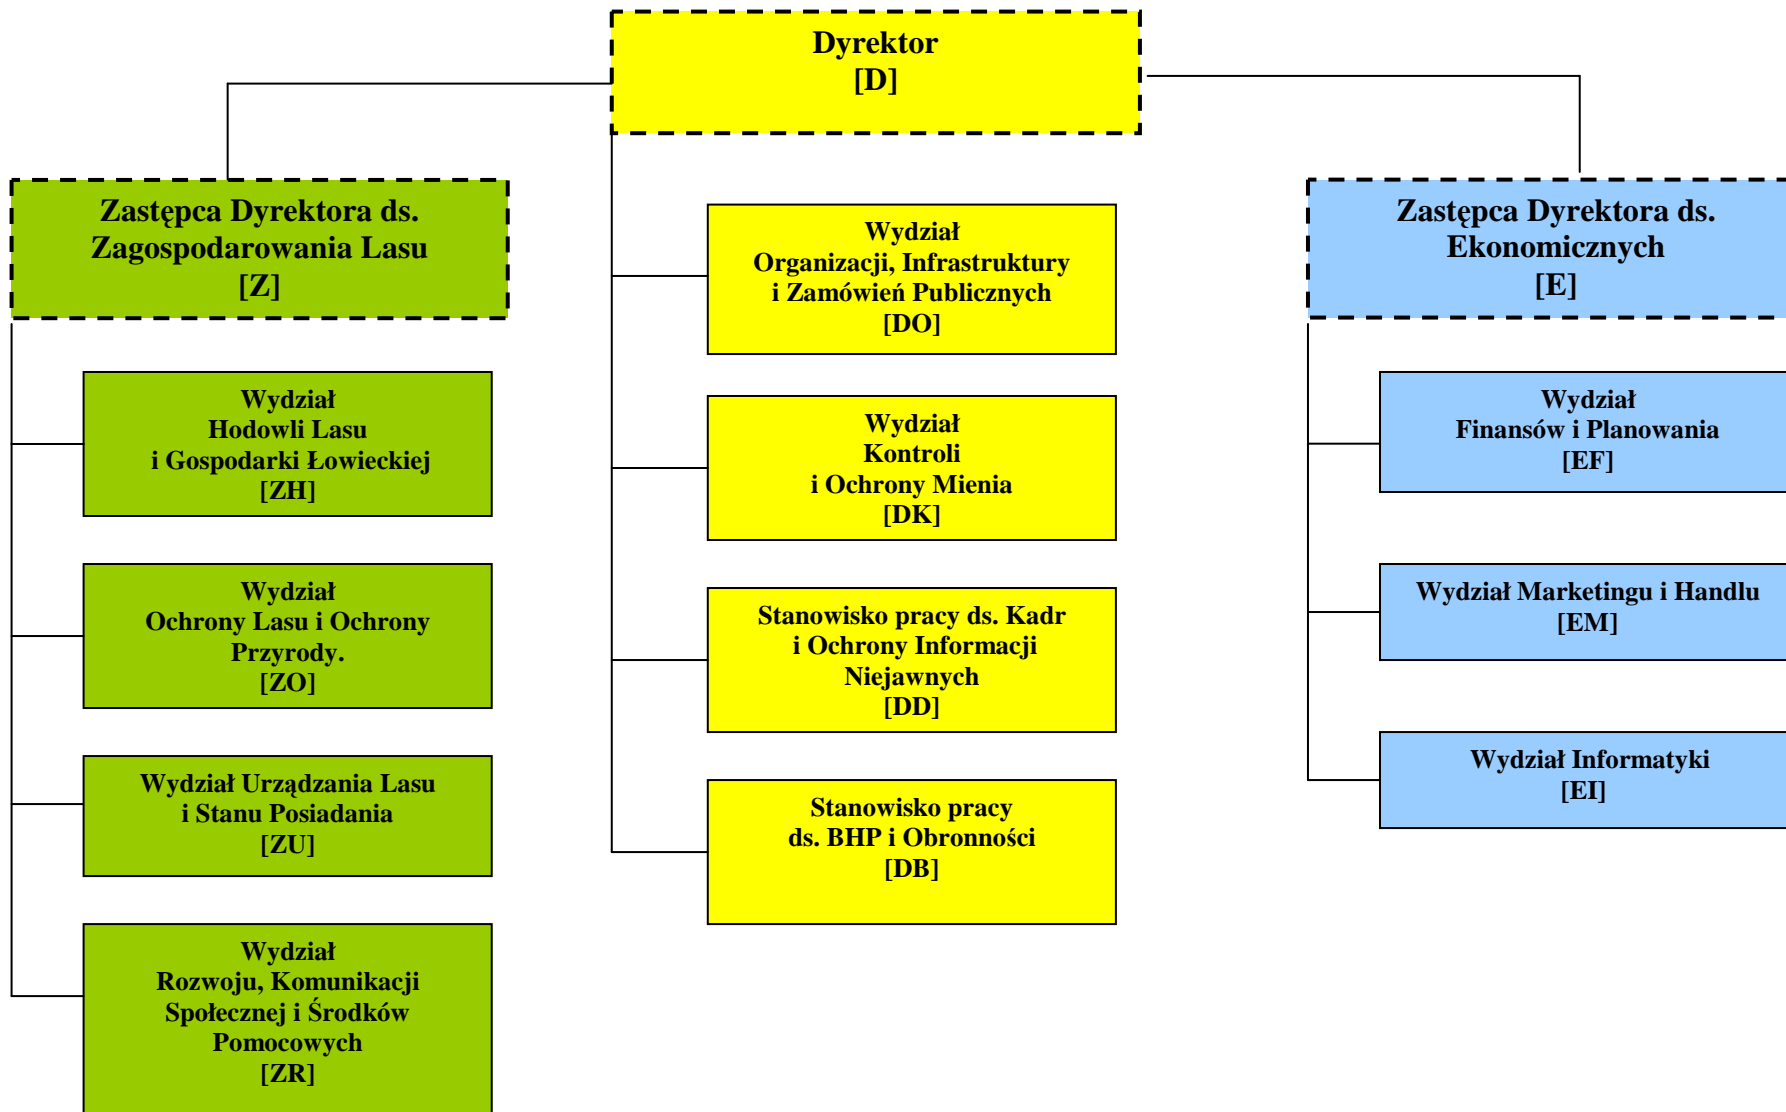 Dyrektor
[D]
Zastępca Dyrektora ds.
Zagospodarowania Lasu
[Z]
Wydział
Hodowli Lasu
i Gospodarki Łowieckiej
[ZH]
Wydział
Ochrony Lasu i Ochrony
Przyrody.
[ZO]
Wydział Urządzania Lasu
i Stanu Posiadania
[ZU]
Wydział
Rozwoju, Komunikacji
Społecznej i Środków
Pomocowych
[ZR]
Wydział
Organizacji, Infrastruktury
i Zamówień Publicznych
[DO]
Wydział
Kontroli
i Ochrony Mienia
[DK]
Stanowisko pracy ds. Kadr
i Ochrony Informacji
Niejawnych
[DD]
Stanowisko pracy
ds. BHP i Obronności
[DB]
Zastępca Dyrektora ds.
Ekonomicznych
[E]
Wydział
Finansów i Planowania
[EF]
Wydział Marketingu i Handlu
[EM]
Wydział Informatyki
[EI]